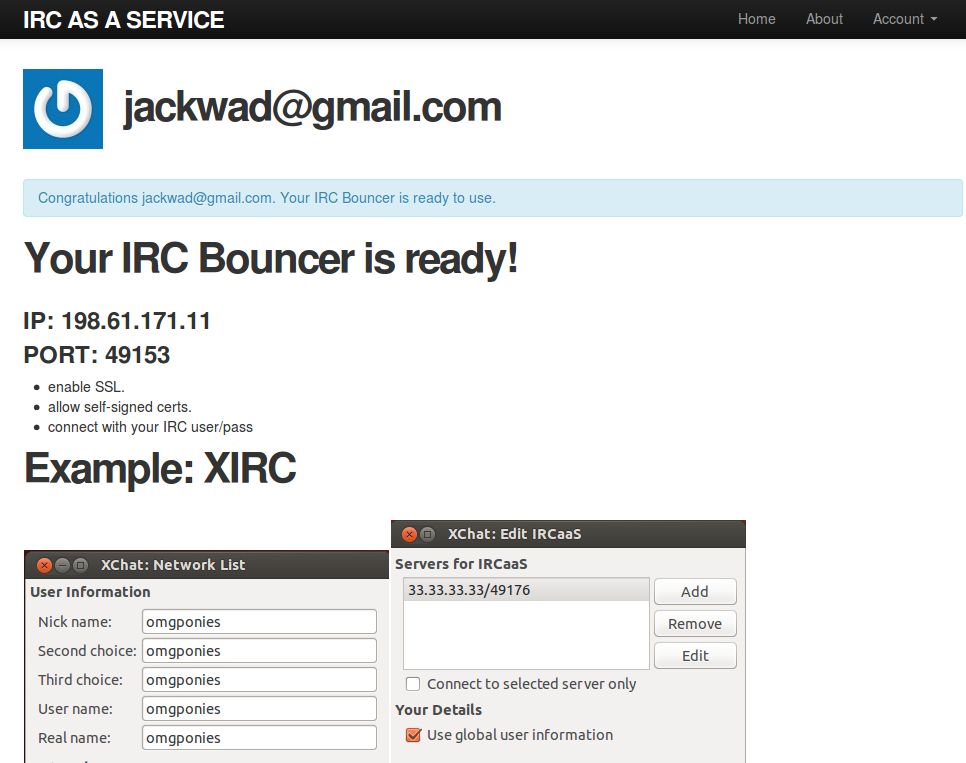 IRC AS A SERVICE
Home About Account
jackwad@gmail.com
Congratulations jackwad@gmail.com. Your IRC Bouncer is ready to use.
Your IRC Bouncer is ready!
IP: 198.61.171.11
PORT: 49153
enable SSL.
allow self-signed certs.
connect with your IRC user/pass
Example: XIRC
XChat: Network List
User Information
Nick name: omgponies
Second choice: omgponies
Third choice: omgponies
User name: omgponies
Real name: omgponies
XChat: Edit IRCaaS
Servers for IRCaaS
33.33.33.33/49176
Add
Remove
Edit
Connect to selected server only
Your Details
Use global user information